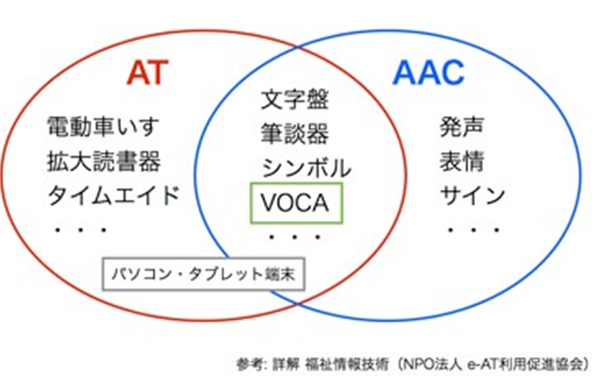 AT
AAC
電動車いす
拡大読書器
タイムエイド
・・・
文字盤
筆談器
シンボル
VOCA
・・・
発声
表情
サイン
・・・
パソコン・タブレット端末
参考: 詳解 福祉情報技術（NPO法人 e-AT利用促進協会）